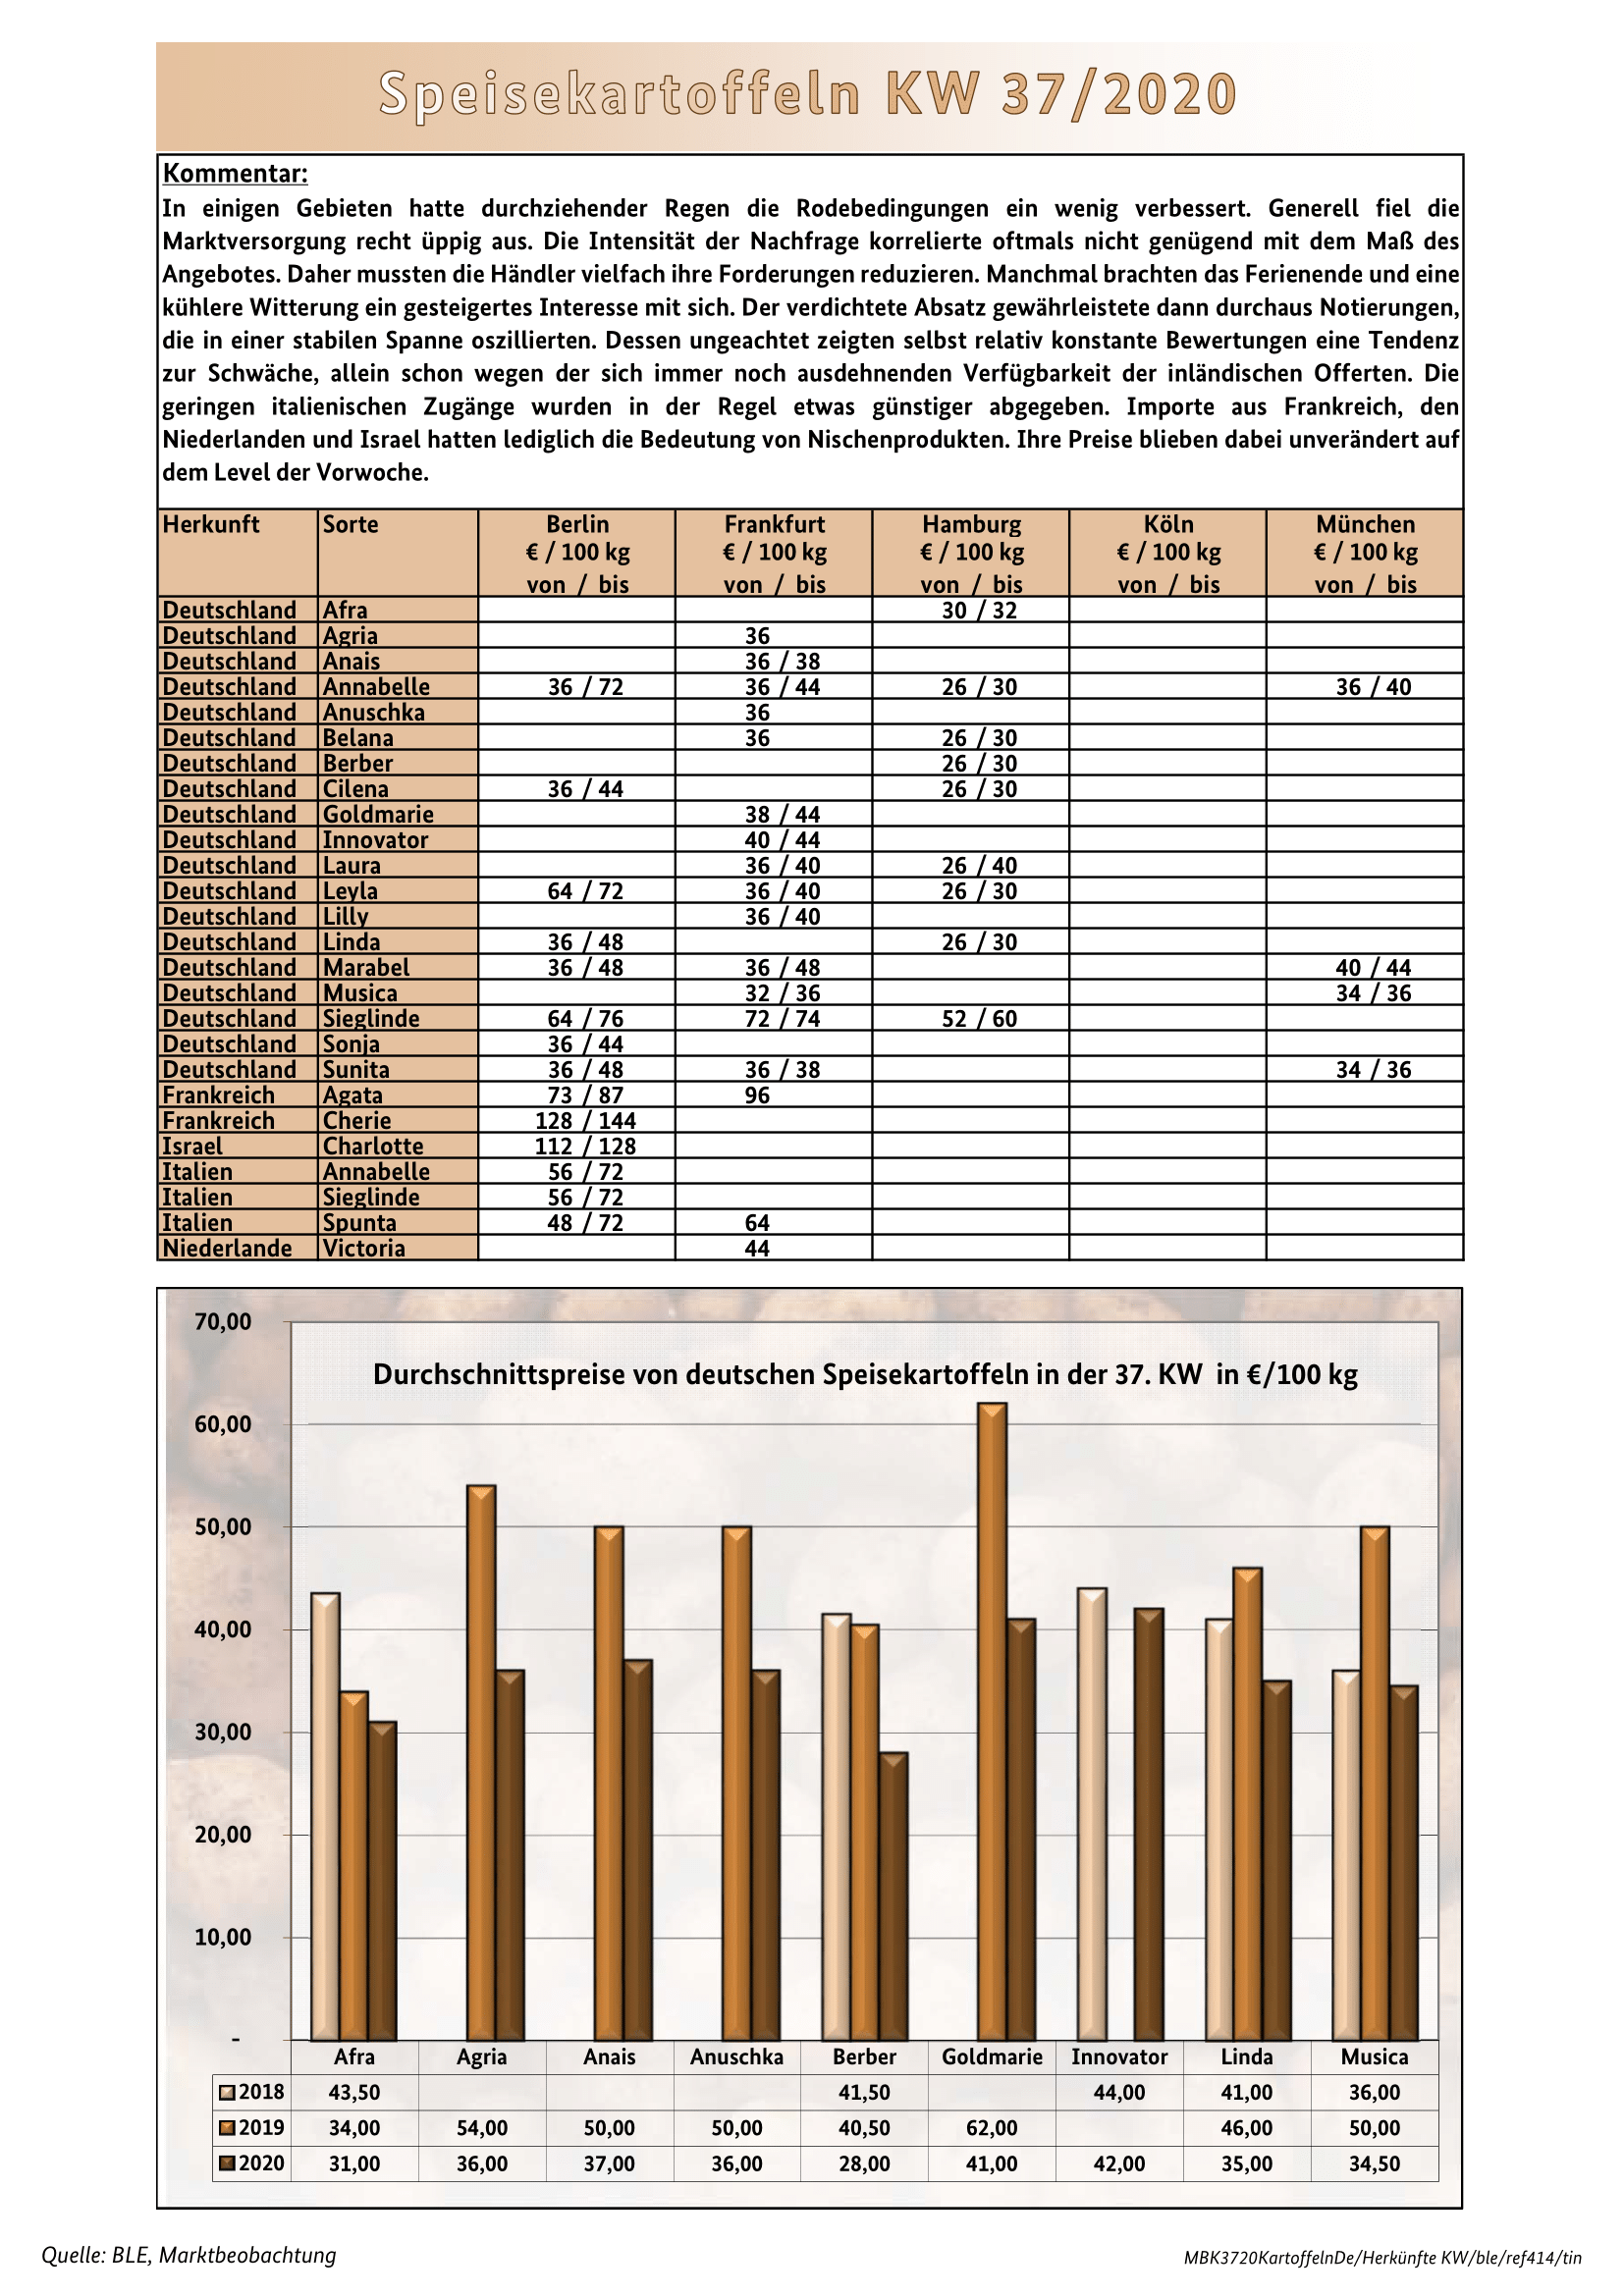 Speisekartoffeln KW 37/2020
Kommentar:
In einigen Gebieten hatte durchziehender Regen die Rodebedingungen ein wenig verbessert. Generell fiel die
Marktversorgung recht üppig aus. Die Intensität der Nachfrage korrelierte oftmals nicht genügend mit dem Maß des
Angebotes. Daher mussten die Händler vielfach ihre Forderungen reduzieren. Manchmal brachten das Ferienende und eine
kühlere Witterung ein gesteigertes Interesse mit sich. Der verdichtete Absatz gewährleistete dann durchaus Notierungen,
die in einer stabilen Spanne oszillierten. Dessen ungeachtet zeigten selbst relativ konstante Bewertungen eine Tendenz
zur Schwäche, allein schon wegen der sich immer noch ausdehnenden Verfügbarkeit der inländischen Offerten. Die
geringen italienischen Zugänge wurden in der Regel etwas günstiger abgegeben. Importe aus Frankreich, den
Niederlanden und Israel hatten lediglich die Bedeutung von Nischenprodukten. Ihre Preise blieben dabei unverändert auf
dem Level der Vorwoche.
Herkunft Sorte Berlin Frankfurt Hamburg Köln München
€ / 100 kg € / 100 kg € / 100 kg € / 100 kg € / 100 kg
von / bis von / bis von / bis von / bis von / bis
Deutschland Afra 30 / 32
Deutschland Agria 36
Deutschland Anais 36 / 38
Deutschland Annabelle 36 / 72 36 / 44 26 / 30 36 / 40
Deutschland Anuschka 36
Deutschland Belana 36 26 / 30
Deutschland Berber 26 / 30
Deutschland Cilena 36 / 44 26 / 30
Deutschland Goldmarie 38 / 44
Deutschland Innovator 40 / 44
Deutschland Laura 36 / 40 26 / 40
Deutschland Leyla 64 / 72 36 / 40 26 / 30
Deutschland Lilly 36 / 40
Deutschland Linda 36 / 48 26 / 30
Deutschland Marabel 36 / 48 36 / 48 40 / 44
Deutschland Musica 32 / 36 34 / 36
Deutschland Sieglinde 64 / 76 72 / 74 52 / 60
Deutschland Sonja 36 / 44
Deutschland Sunita 36 / 48 36 / 38 34 / 36
Frankreich Agata 73 / 87 96
Frankreich Cherie 128 / 144
Israel Charlotte 112 / 128
Italien Annabelle 56 / 72
Italien Sieglinde 56 / 72
Italien Spunta 48 / 72 64
Niederlande Victoria 44
Durchschnittspreise von deutschen Speisekartoffeln in der 37. KW in €/100 kg
70,00
60,00
50,00
40,00
30,00
20,00
10,00
-
Afra Agria Anais Anuschka Berber Goldmarie Innovator Linda Musica
2018 43,50 41,50 44,00 41,00 36,00
2019 34,00 54,00 50,00 50,00 40,50 62,00 46,00 50,00
2020 31,00 36,00 37,00 36,00 28,00 41,00 42,00 35,00 34,50
Quelle: BLE, Marktbeobachtung
MBK3720KartoffelnDe/Herkünfte KW/ble/ref414/tin